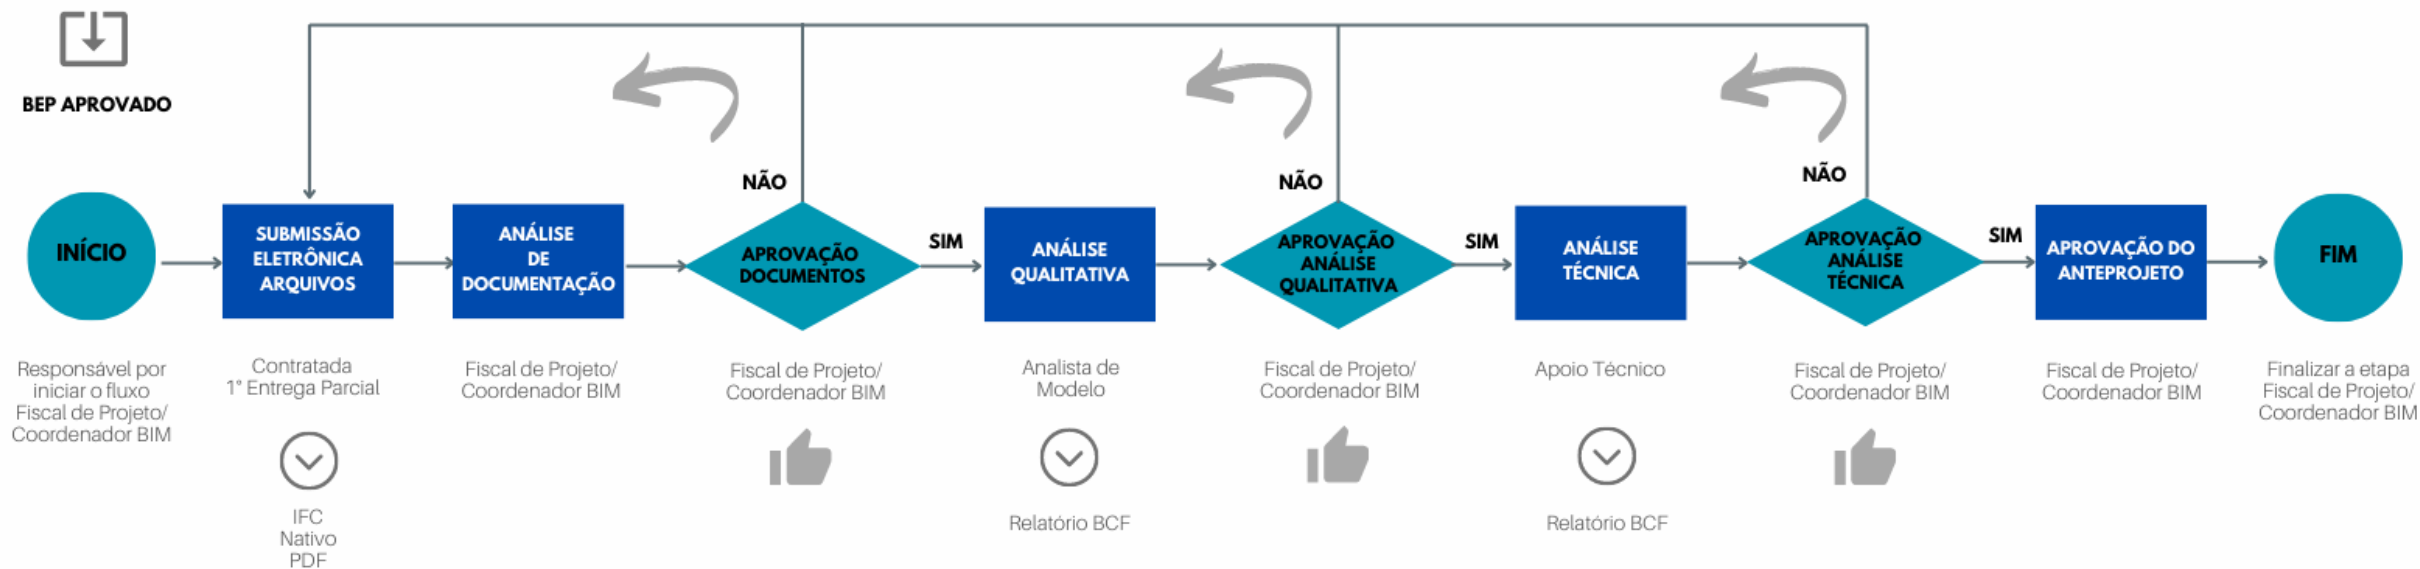 BEP APROVADO
INÍCIO
Responsável por
iniciar o fluxo
Fiscal de Projeto/
Coordenador BIM
SUBMISSÃO
ELETRÔNICA
ARQUIVOS
Contratada
1° Entrega Parcial
IFC
Nativo
PDF
ANÁLISE
DE
DOCUMENTAÇÃO
Fiscal de Projeto/
Coordenador BIM
NÃO
APROVAÇÃO
DOCUMENTOS
Fiscal de Projeto/
Coordenador BIM
SIM
ANÁLISE
QUALITATIVA
Analista de
Modelo
Relatório BCF
NÃO
APROVAÇÃO
ANÁLISE
QUALITATIVA
Fiscal de Projeto/
Coordenador BIM
SIM
ANÁLISE
TÉCNICA
Apoio Técnico
Relatório BCF
NÃO
APROVAÇÃO
ANÁLISE
TÉCNICA
Fiscal de Projeto/
Coordenador BIM
SIM
APROVAÇÃO DO
ANTEPROJETO
Fiscal de Projeto/
Coordenador BIM
FIM
Finalizar a etapa
Fiscal de Projeto/
Coordenador BIM